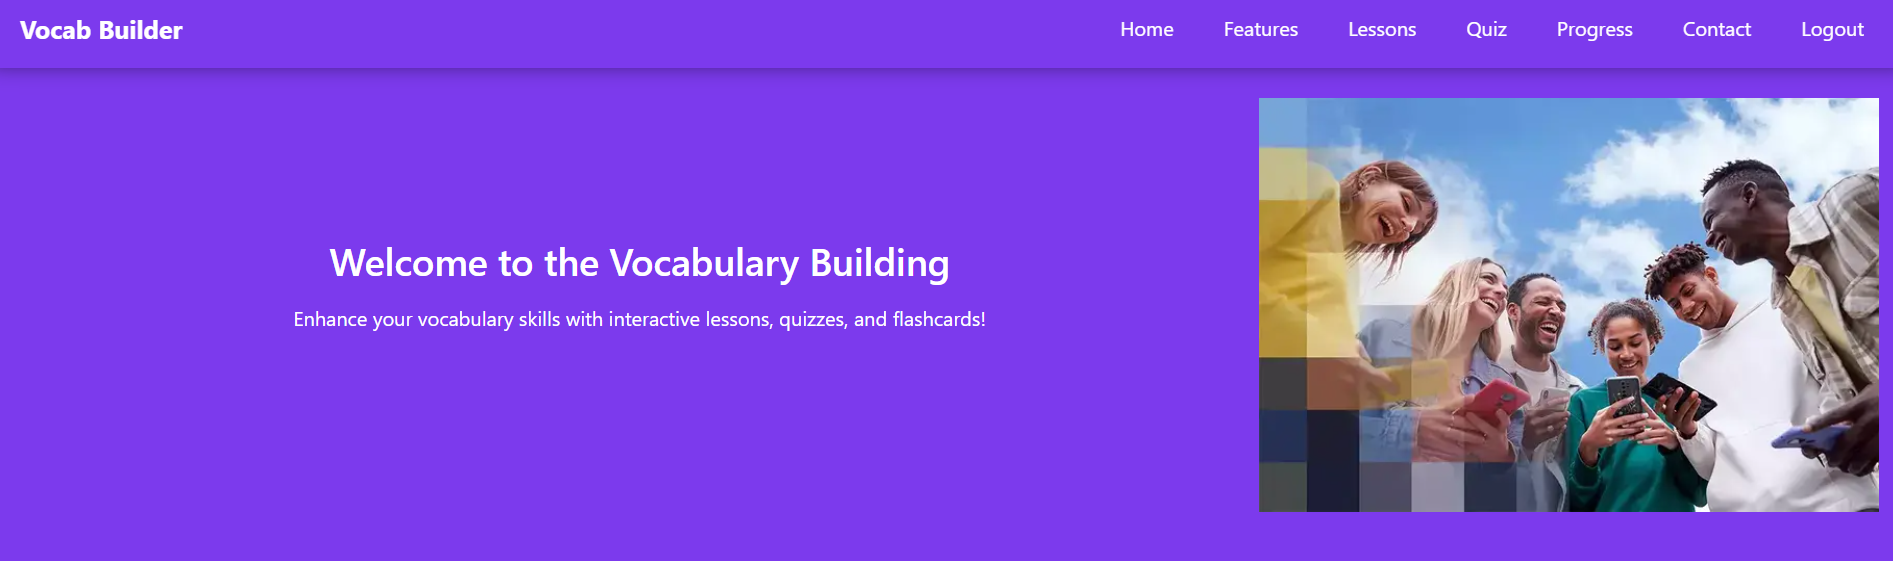 Vocab Builder
Home Features Lessons Quiz Progress Contact Logout
Welcome to the Vocabulary Building
Enhance your vocabulary skills with interactive lessons, quizzes, and flashcards!